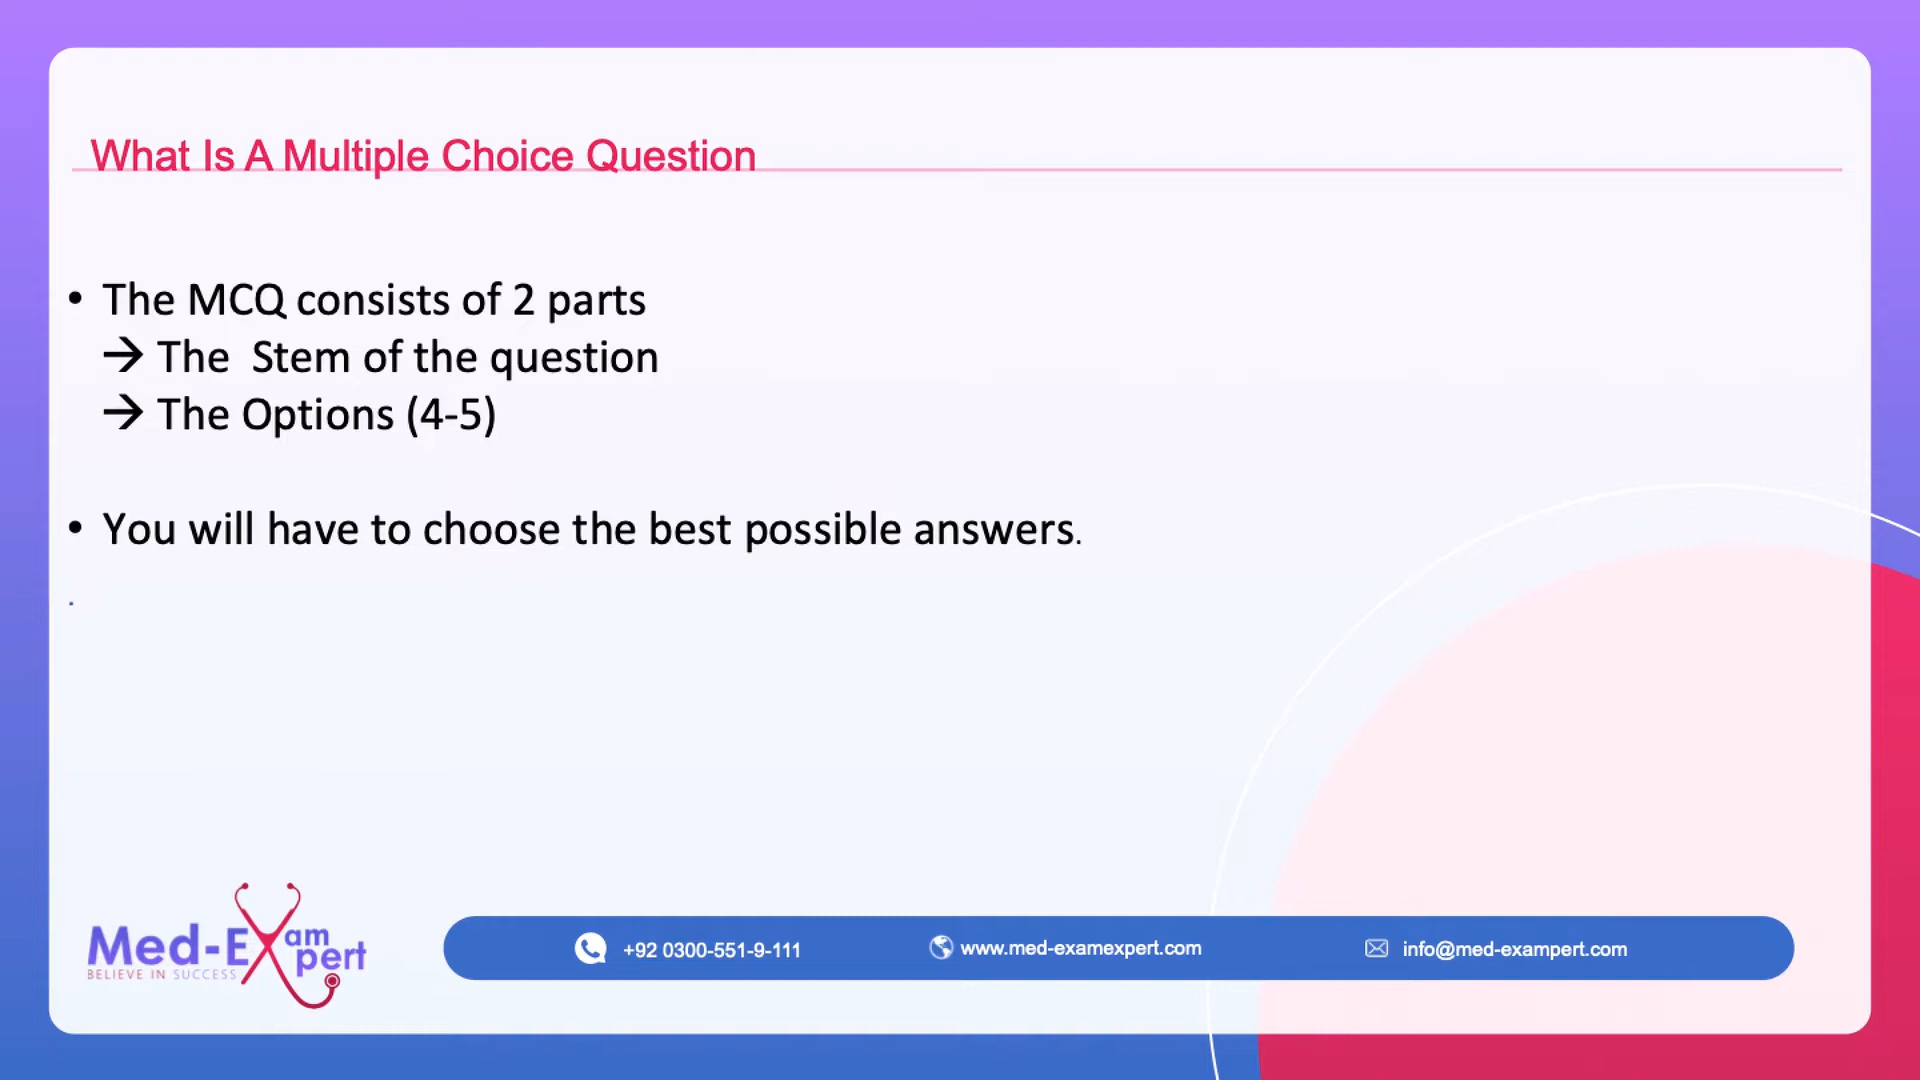 What Is A Multiple Choice Question
• The MCQ consists of 2 parts
→ The Stem of the question
→ The Options (4-5)
• You will have to choose the best possible answers.
.
Med-Exam Expert
BELIEVE IN SUCCESS
+92 0300-551-9-111
www.med-examexpert.com
info@med-exampert.com